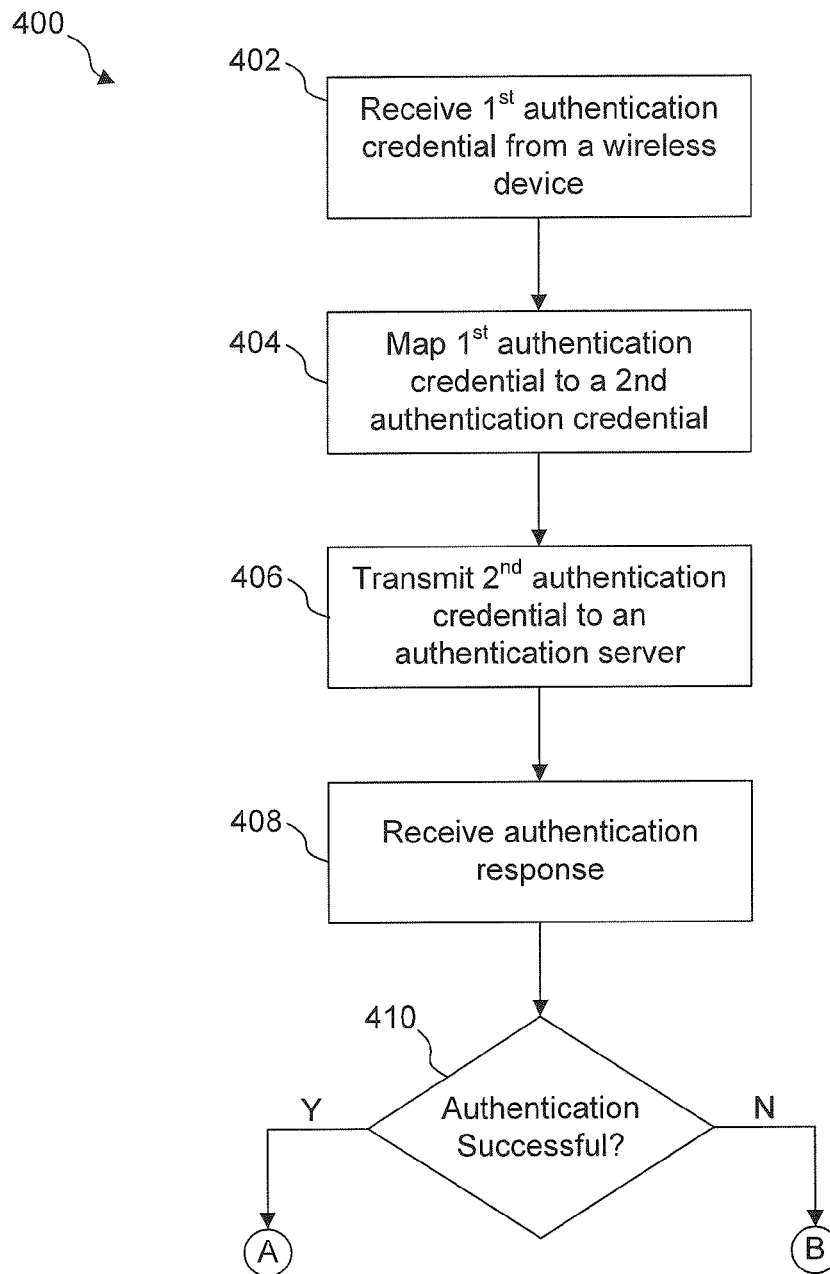 400
402
Receive 1st authentication
credential from a wireless
device
404
Map 1st authentication
credential to a 2nd
authentication credential
406
Transmit 2nd authentication
credential to an
authentication server
408
Receive authentication
response
410
Authentication
Successful?
Y
N
A
B